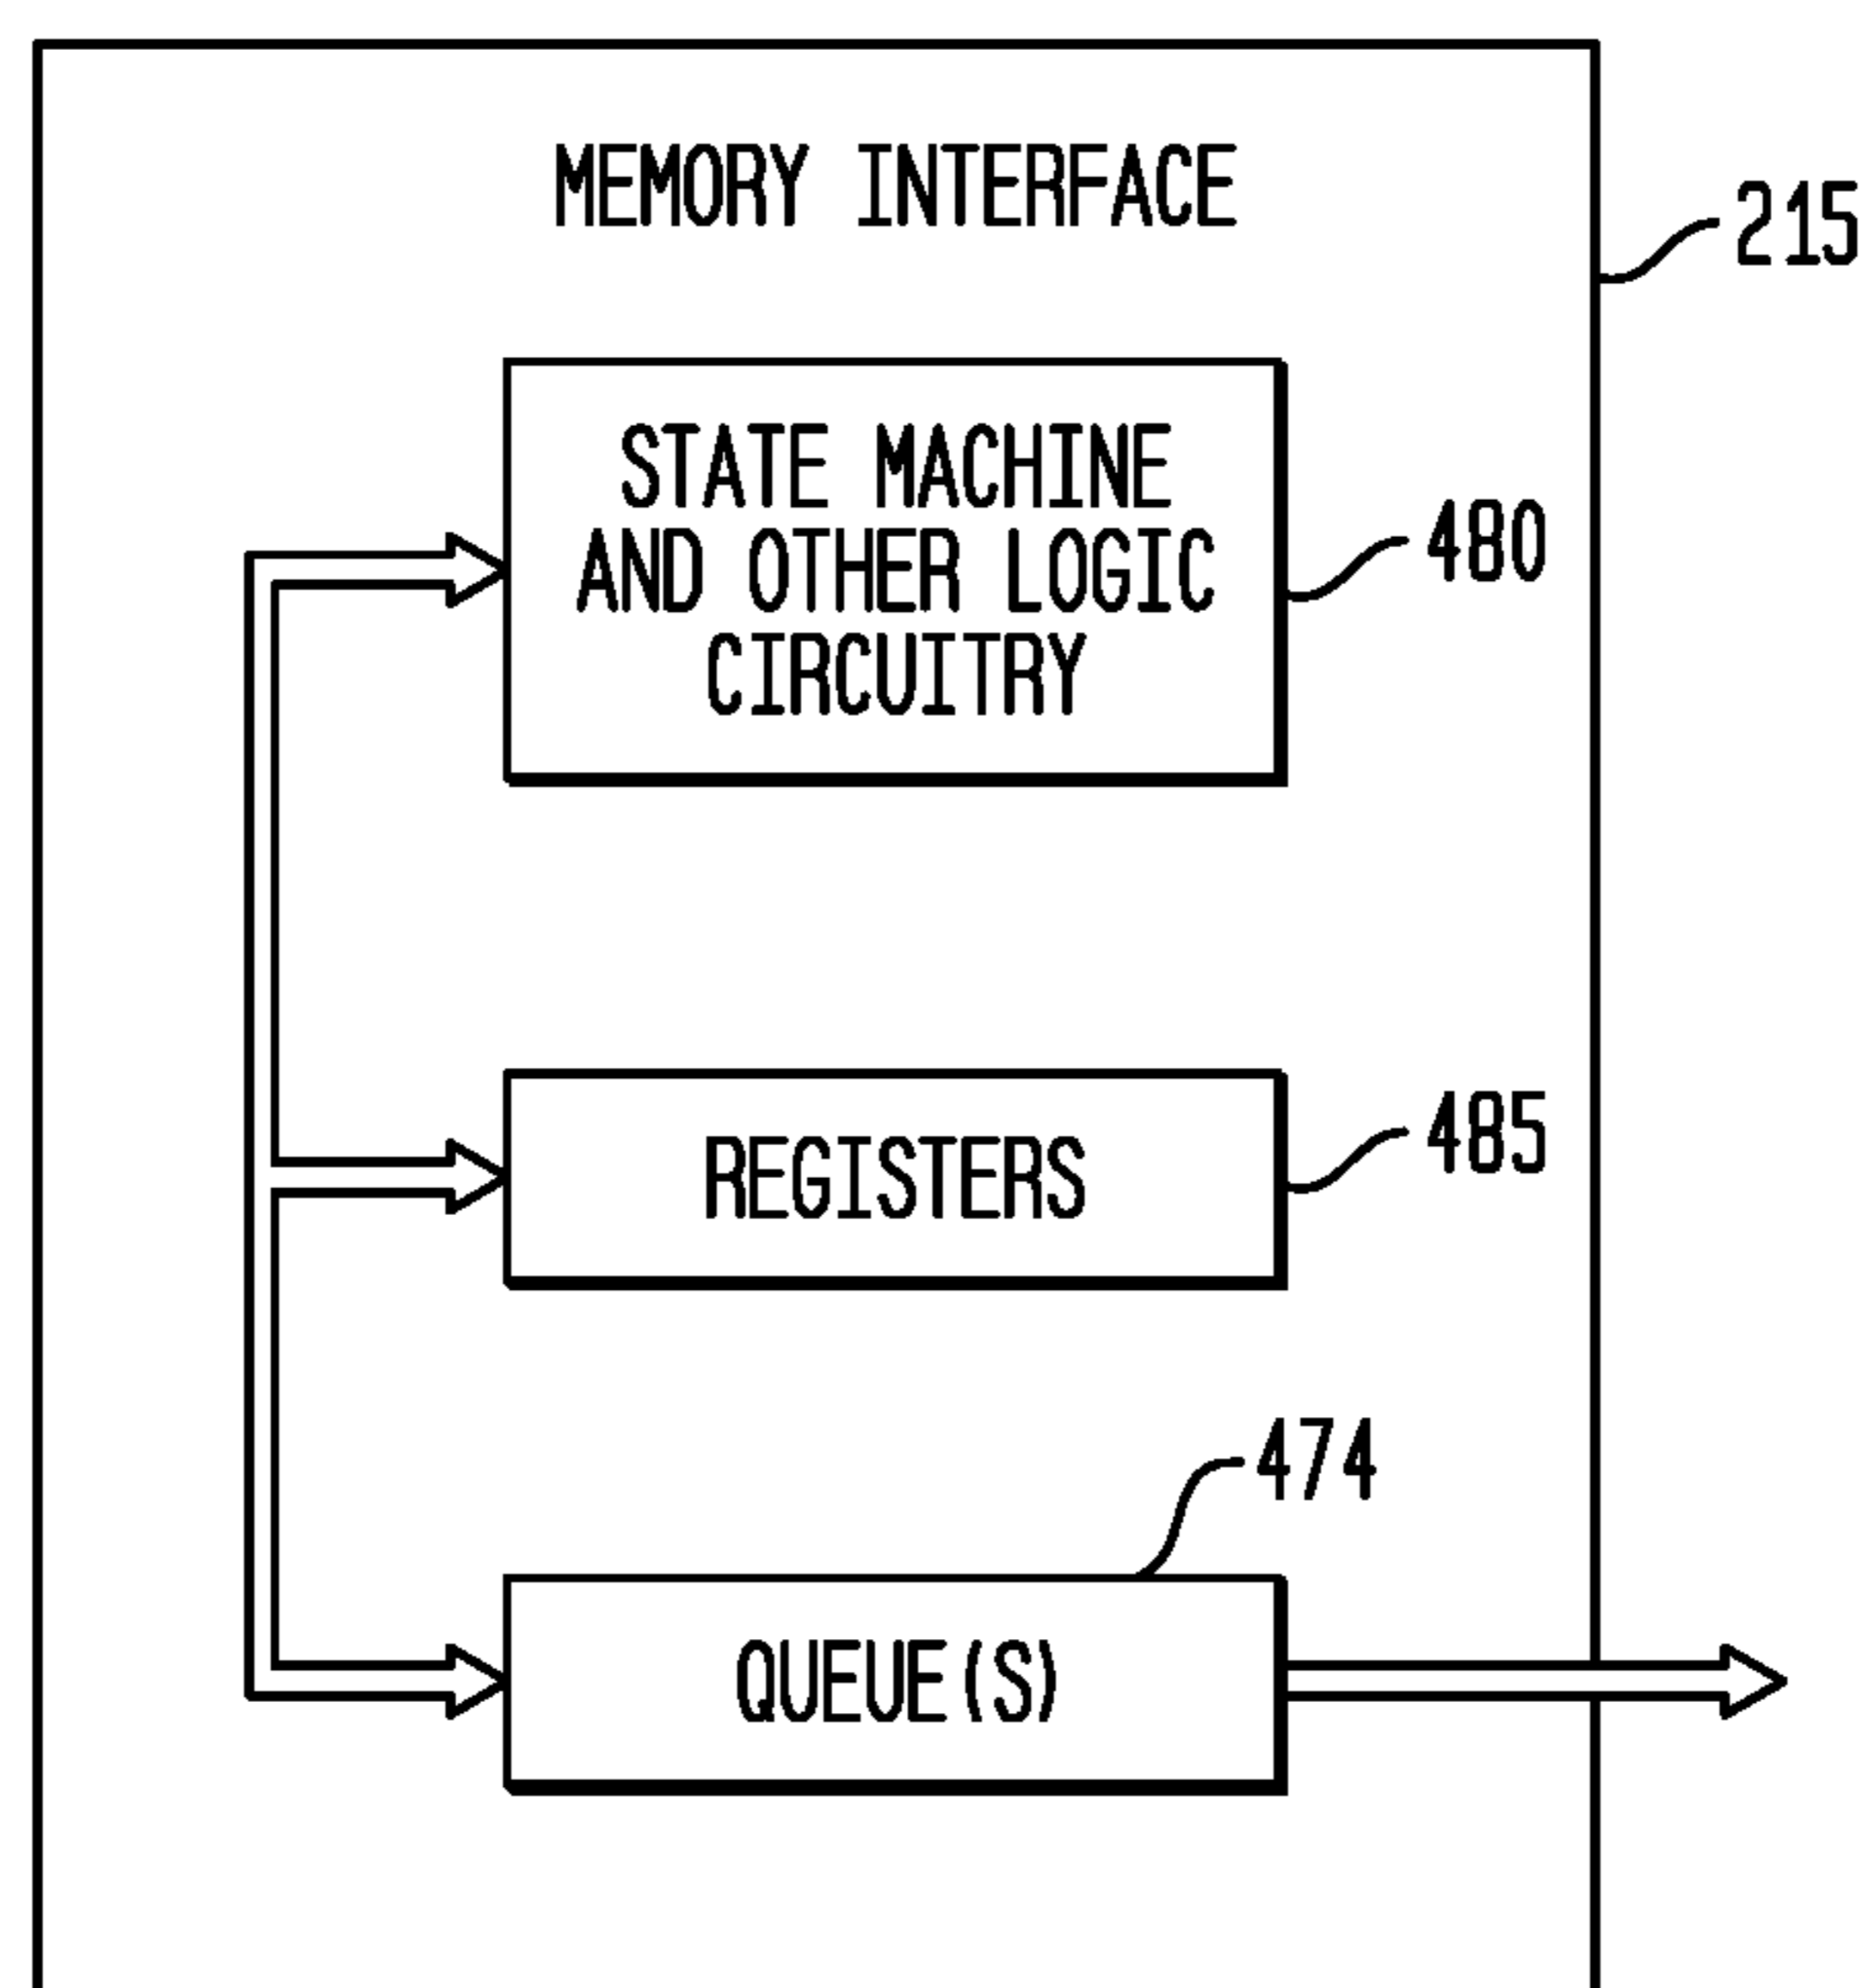 MEMORY INTERFACE
215
STATE MACHINE
AND OTHER LOGIC
CIRCUITRY
480
REGISTERS
485
474
QUEUE(S)